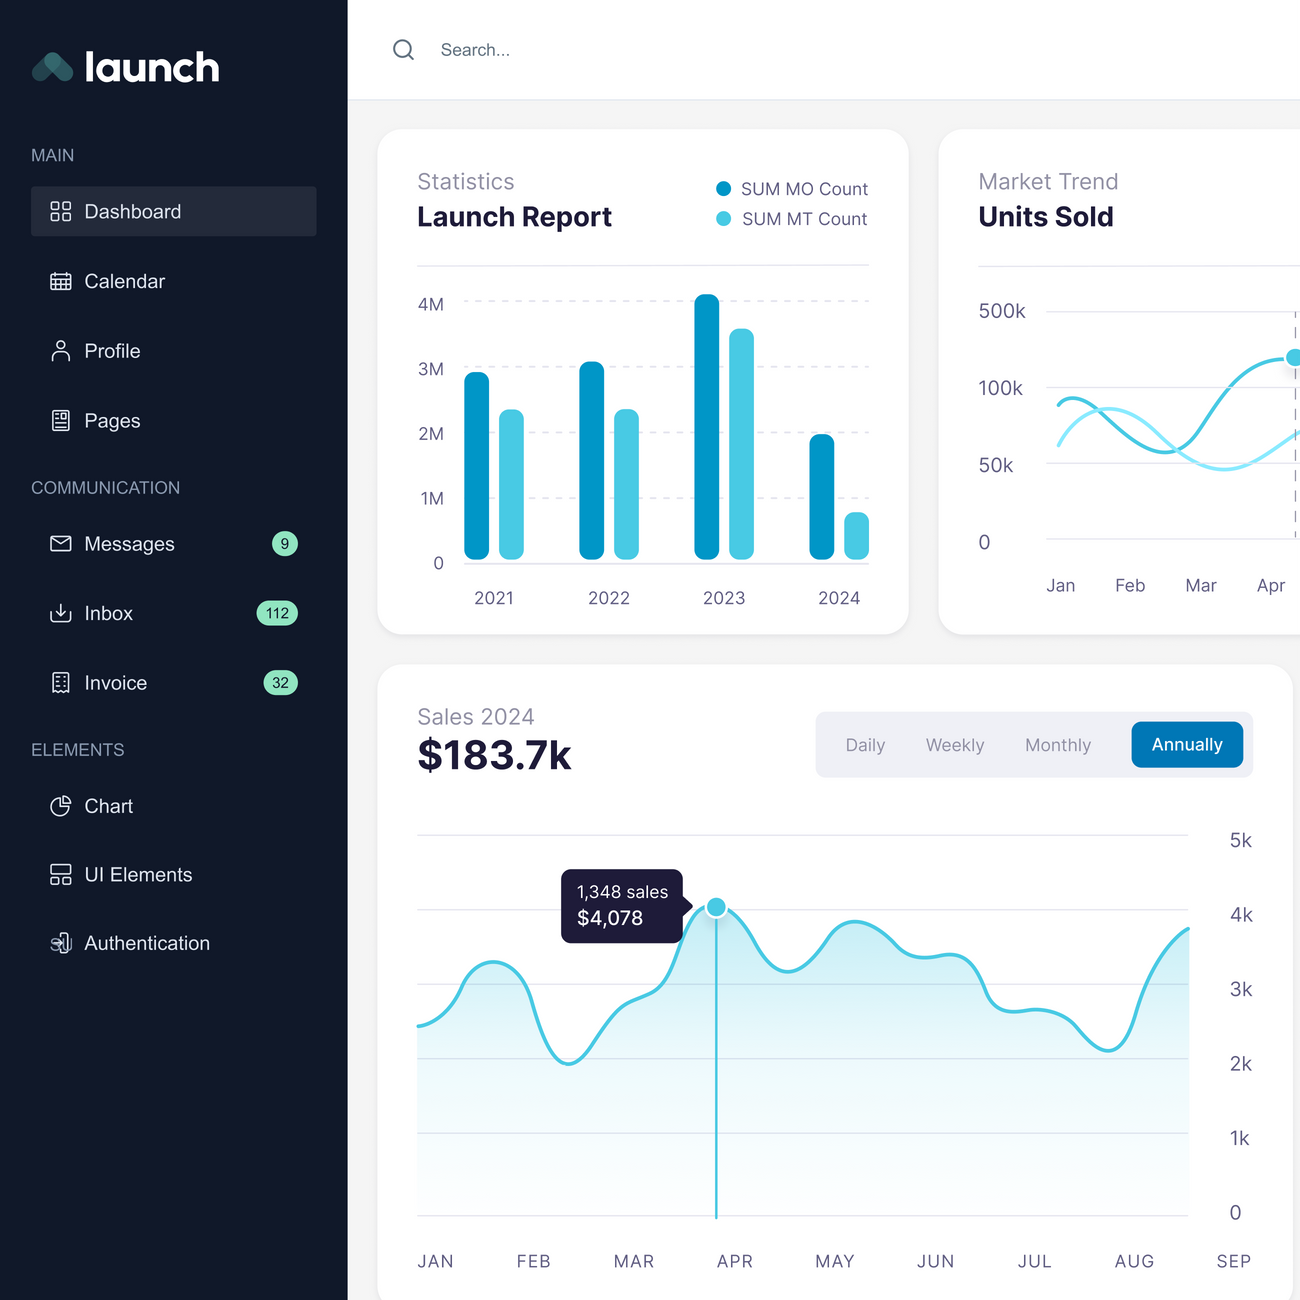 launch
MAIN
Dashboard
Calendar
Profile
Pages
COMMUNICATION
Messages 9
Inbox 112
Invoice 32
ELEMENTS
Chart
UI Elements
Authentication
Search...
Statistics
Launch Report
SUM MO Count
SUM MT Count
4M
3M
2M
1M
0
2021 2022 2023 2024
Market Trend
Units Sold
500k
100k
50k
0
Jan Feb Mar Apr
Sales 2024
$183.7k
Daily Weekly Monthly Annually
1,348 sales
$4,078
5k
4k
3k
2k
1k
0
JAN FEB MAR APR MAY JUN JUL AUG SEP